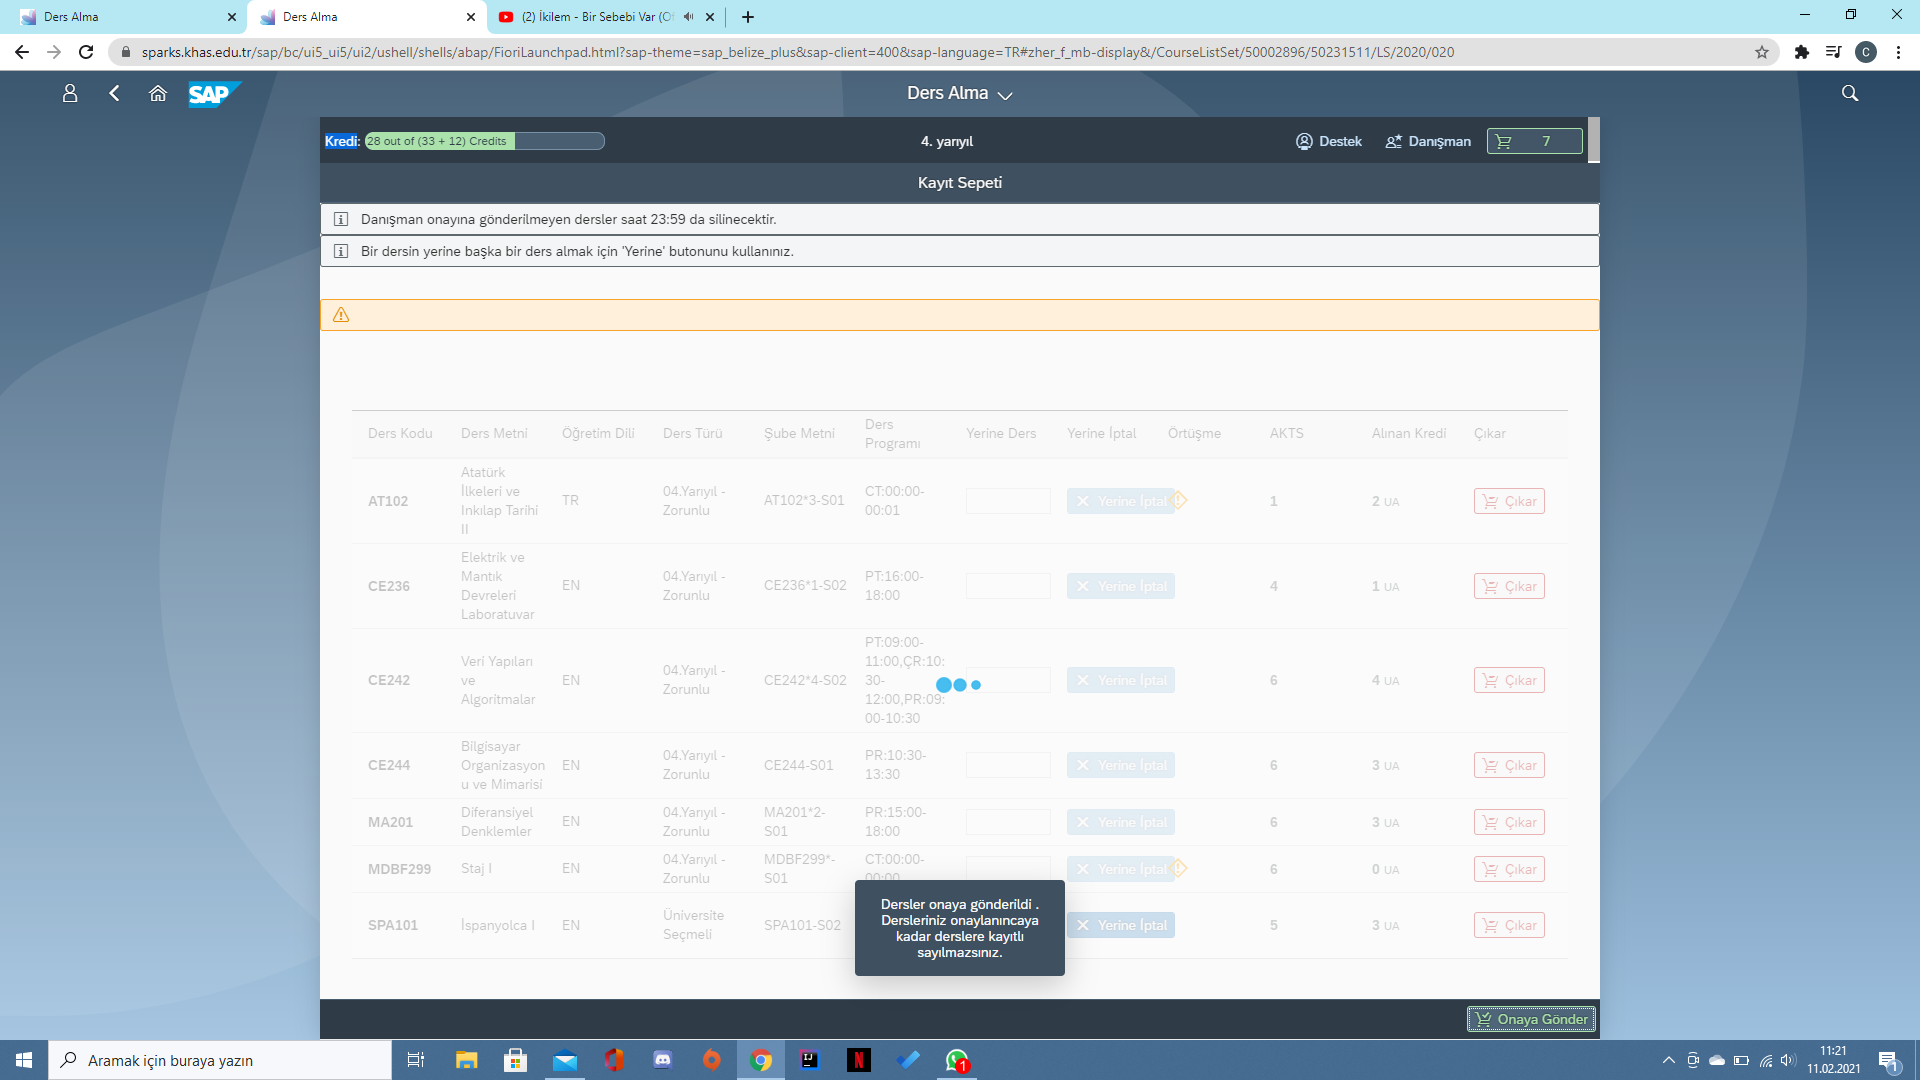 Ders Alma
Ders Alma
(2) İkilem - Bir Sebebi Var (Of
sparks.khas.edu.tr/sap/bc/ui5_ui5/ui2/ushell/shells/abap/FioriLaunchpad.html?sap-theme=sap_belize_plus&sap-client=400&sap-language=TR#zher_f_mb-display&/CourseListSet/50002896/50231511/LS/2020/020
C
SAP
Ders Alma
Kredi: 28 out of (33 + 12) Credits
4. yarıyıl
Destek
Danışman
7
Kayıt Sepeti
Danışman onayına gönderilmeyen dersler saat 23:59 da silinecektir.
Bir dersin yerine başka bir ders almak için 'Yerine' butonunu kullanınız.
Ders Kodu Ders Metni Öğretim Dili Ders Türü Şube Metni Ders Programı Yerine Ders Yerine İptal Örtüşme AKTS Alınan Kredi Çıkar
AT102
Atatürk
İlkeleri ve
Inkılap Tarihi
II
TR
04.Yarıyıl -
Zorunlu
AT102*3-S01
CT:00:00-
00:01
Yerine İptal
1
2 UA
Çıkar
CE236
Elektrik ve
Mantık
Devreleri
Laboratuvar
EN
04.Yarıyıl -
Zorunlu
CE236*1-S02
PT:16:00-
18:00
Yerine İptal
4
1 UA
Çıkar
CE242
Veri Yapıları
ve
Algoritmalar
EN
04.Yarıyıl -
Zorunlu
CE242*4-S02
PT:09:00-
11:00,ÇR:10:
30-
12:00,PR:09:
00-10:30
Yerine İptal
6
4 UA
Çıkar
CE244
Bilgisayar
Organizasyon
u ve Mimarisi
EN
04.Yarıyıl -
Zorunlu
CE244-S01
PR:10:30-
13:30
Yerine İptal
6
3 UA
Çıkar
MA201
Diferansiyel
Denklemler
EN
04.Yarıyıl -
Zorunlu
MA201*2-
S01
PR:15:00-
18:00
Yerine İptal
6
3 UA
Çıkar
MDBF299
Staj I
EN
04.Yarıyıl -
Zorunlu
MDBF299*-
S01
CT:00:00-
00:00
Yerine İptal
6
0 UA
Çıkar
SPA101
İspanyolca I
EN
Üniversite
Seçmeli
SPA101-S02
Yerine İptal
5
3 UA
Çıkar
Dersler onaya gönderildi .
Dersleriniz onaylanıncaya
kadar derslere kayıtlı
sayılmazsınız.
Onaya Gönder
Aramak için buraya yazın
IJ
N
1
11:21
11.02.2021
1